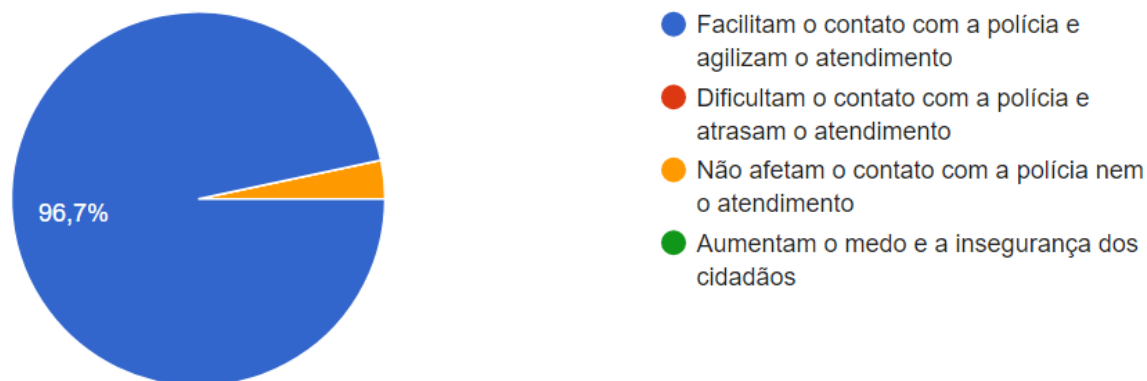 96,7%
Facilitam o contato com a polícia e
agilizam o atendimento
Dificultam o contato com a polícia e
atrasam o atendimento
Não afetam o contato com a polícia nem
o atendimento
Aumentam o medo e a insegurança dos
cidadãos